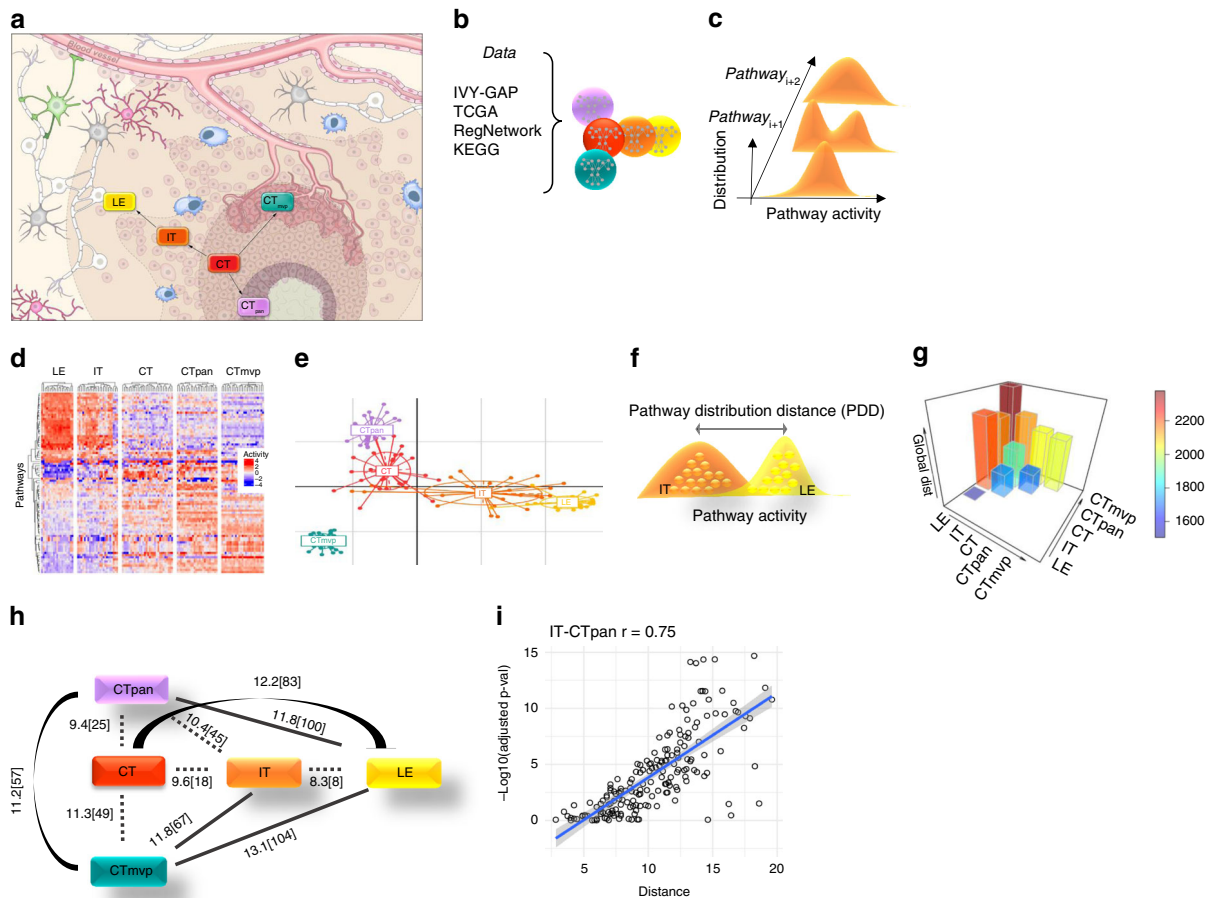 a
Blood vessel
LE
IT
CT
CT mvp
CT pan
b
Data
IVY-GAP
TCGA
RegNetwork
KEGG
c
Pathway i+2
Pathway i+1
Distribution
Pathway activity
d
LE IT CT CTpan CTmvp
Pathways
Activity
4
2
0
−2
−4
e
CTpan
CT
IT
LE
CTmvp
f
Pathway distribution distance (PDD)
IT
LE
Pathway activity
g
Global dist
LE
IT
CT
CTpan
CTmvp
CTmvp
CTpan
CT
IT
LE
2200
2000
1800
1600
h
CTpan
12.2[83]
9.4[25]
10.4[45]
11.8[100]
11.2[57]
CT
9.6[18]
IT
8.3[8]
LE
11.3[49]
11.8[67]
13.1[104]
CTmvp
i
IT-CTpan r = 0.75
−Log10(adjusted p-val)
15
10
5
0
5 10 15 20
Distance